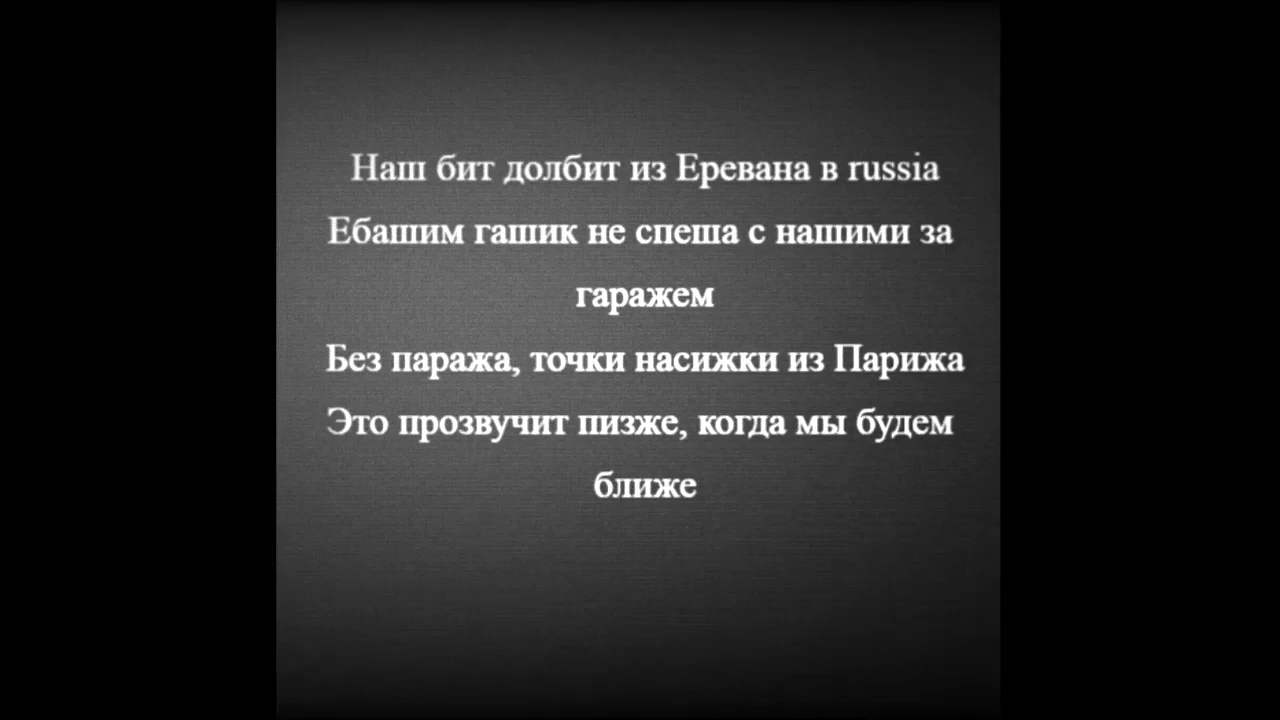 Наш бит долбит из Еревана в russia
Ебашим гашик не спеша с нашими за
гаражем
Без паража, точки насижки из Парижа
Это прозвучит пизже, когда мы будем
ближе